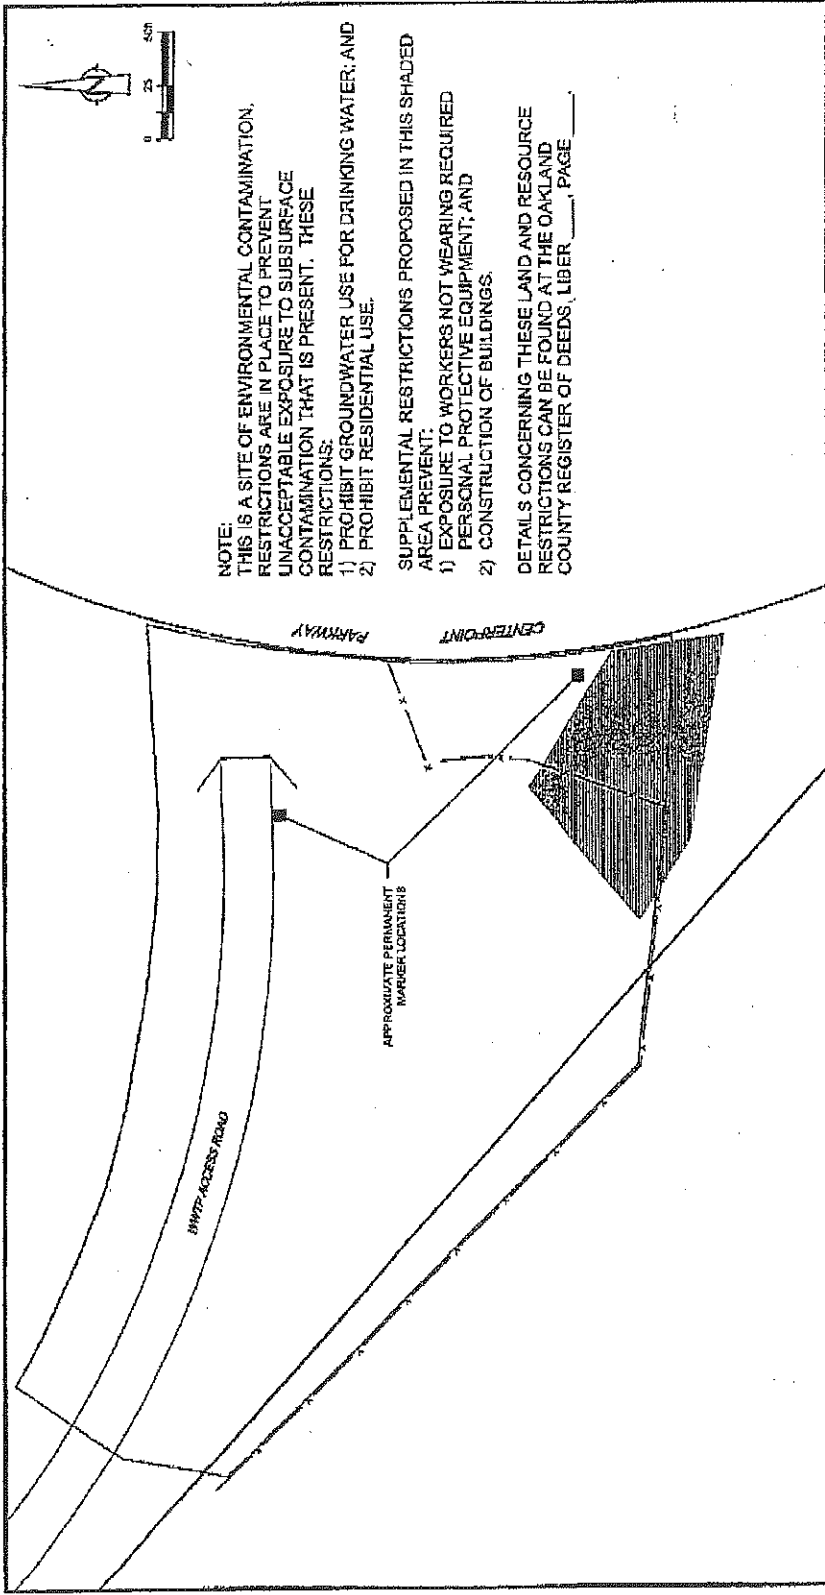 NOTE:
THIS IS A SITE OF ENVIRONMENTAL CONTAMINATION.
RESTRICTIONS ARE IN PLACE TO PREVENT
UNACCEPTABLE EXPOSURE TO SUBSURFACE
CONTAMINATION THAT IS PRESENT. THESE
RESTRICTIONS:
1) PROHIBIT GROUNDWATER USE FOR DRINKING WATER; AND
2) PROHIBIT RESIDENTIAL USE.
SUPPLEMENTAL RESTRICTIONS PROPOSED IN THIS SHADED
AREA PREVENT:
1) EXPOSURE TO WORKERS NOT WEARING REQUIRED
PERSONAL PROTECTIVE EQUIPMENT; AND
2) CONSTRUCTION OF BUILDINGS.
DETAILS CONCERNING THESE LAND AND RESOURCE
RESTRICTIONS CAN BE FOUND AT THE OAKLAND
COUNTY REGISTER OF DEEDS, LIBER ____, PAGE ____.
0 25
N
CENTERPOINT PARKWAY
APPROXIMATE PERMANENT
MARKER LOCATIONS
WWTP ACCESS ROAD